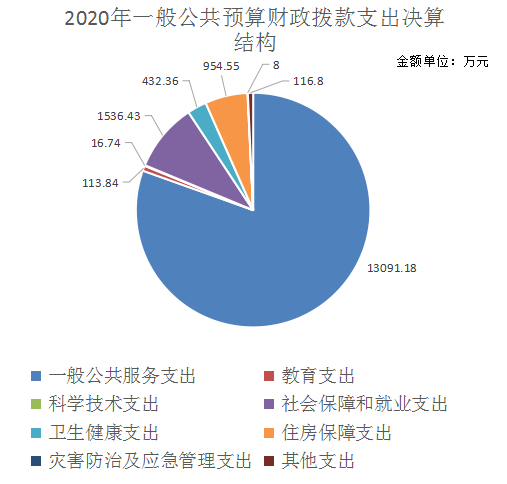 2020年一般公共预算财政拨款支出决算
结构
金额单位：万元
8
954.55
116.8
432.36
1536.43
16.74
113.84
13091.18
一般公共服务支出
教育支出
科学技术支出
社会保障和就业支出
卫生健康支出
住房保障支出
灾害防治及应急管理支出
其他支出